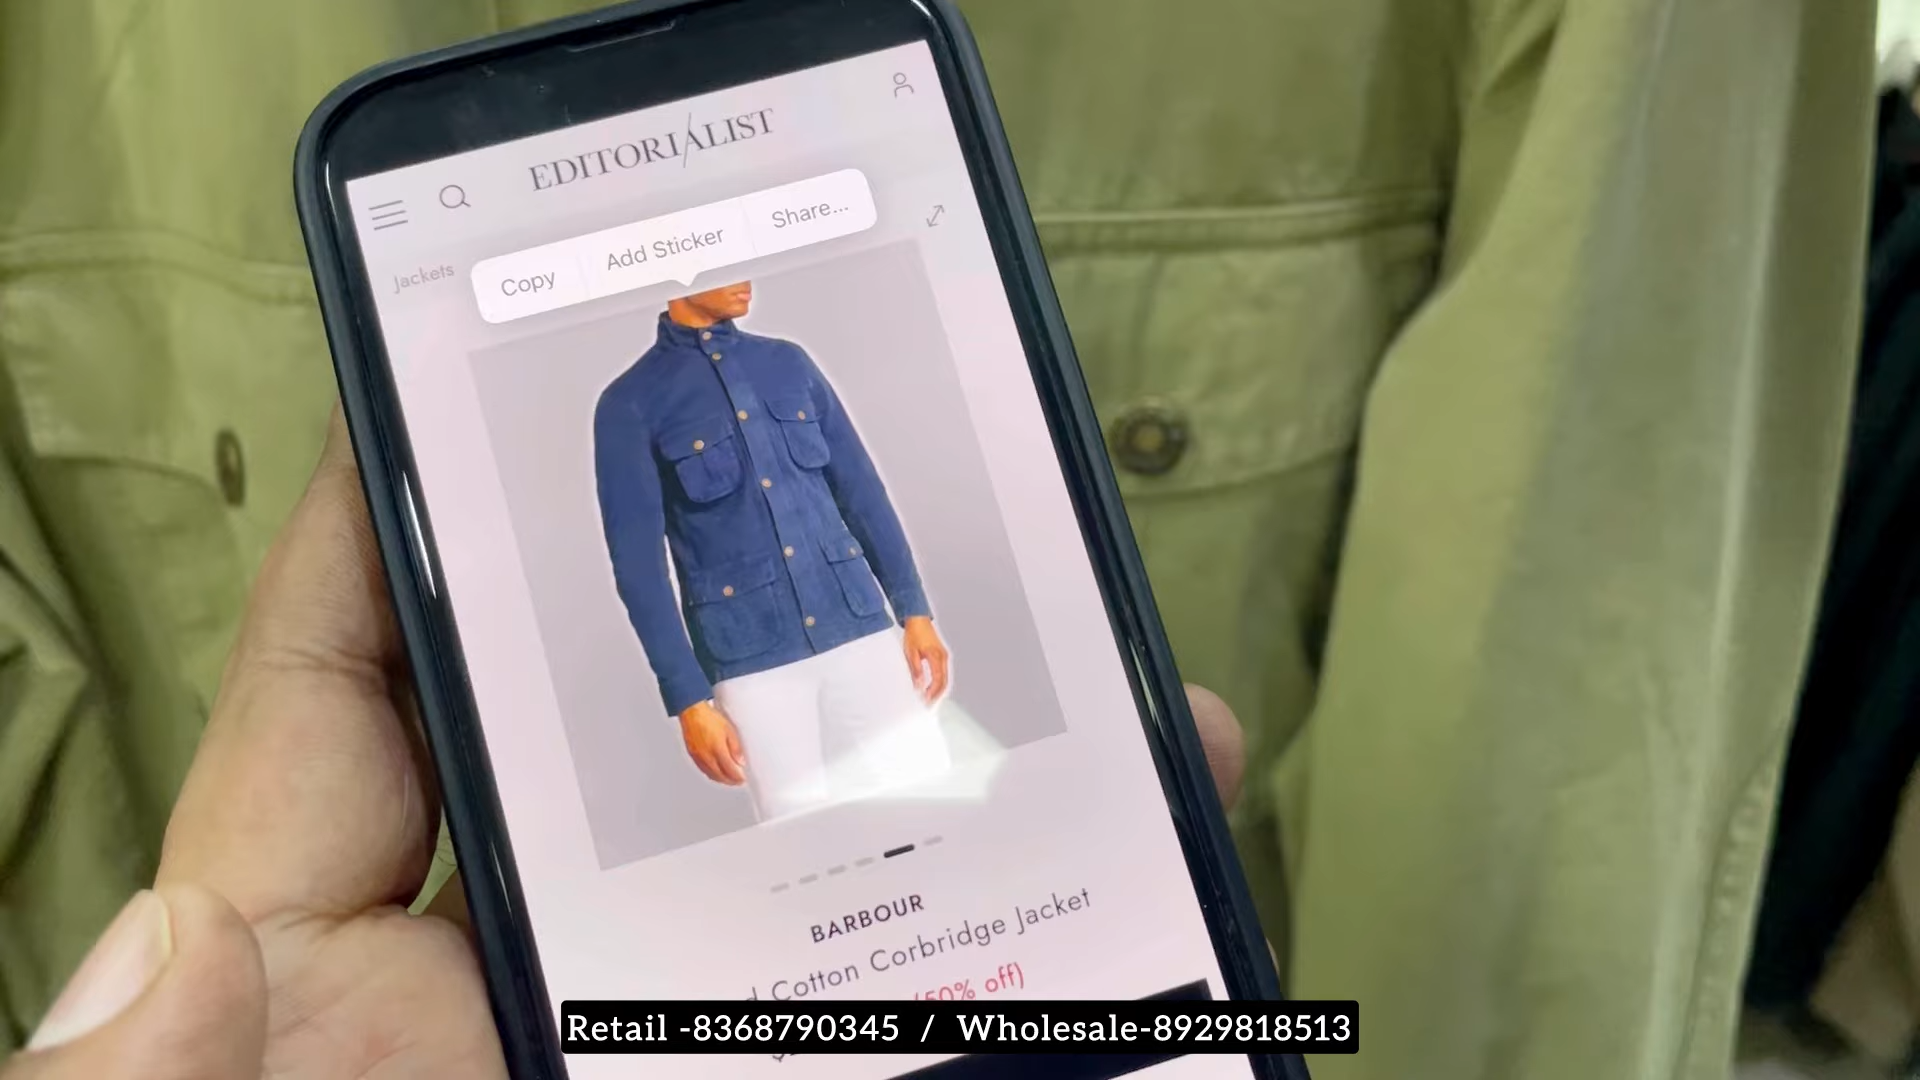 EDITORIALIST
Copy
Add Sticker
Share...
Jackets
BARBOUR
Cotton Corbridge Jacket
(50% off)
Retail -8368790345 / Wholesale-8929818513